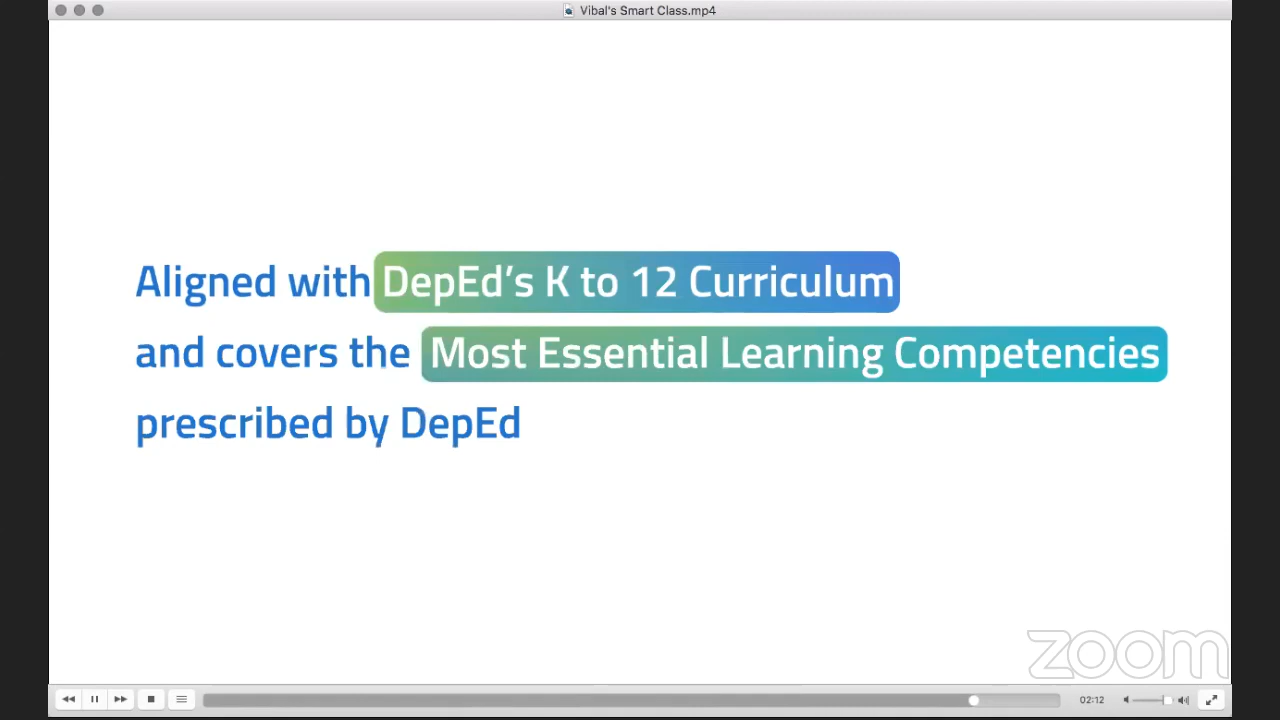 Vibal's Smart Class.mp4
Aligned with DepEd’s K to 12 Curriculum
and covers the Most Essential Learning Competencies
prescribed by DepEd
zoom
02:12